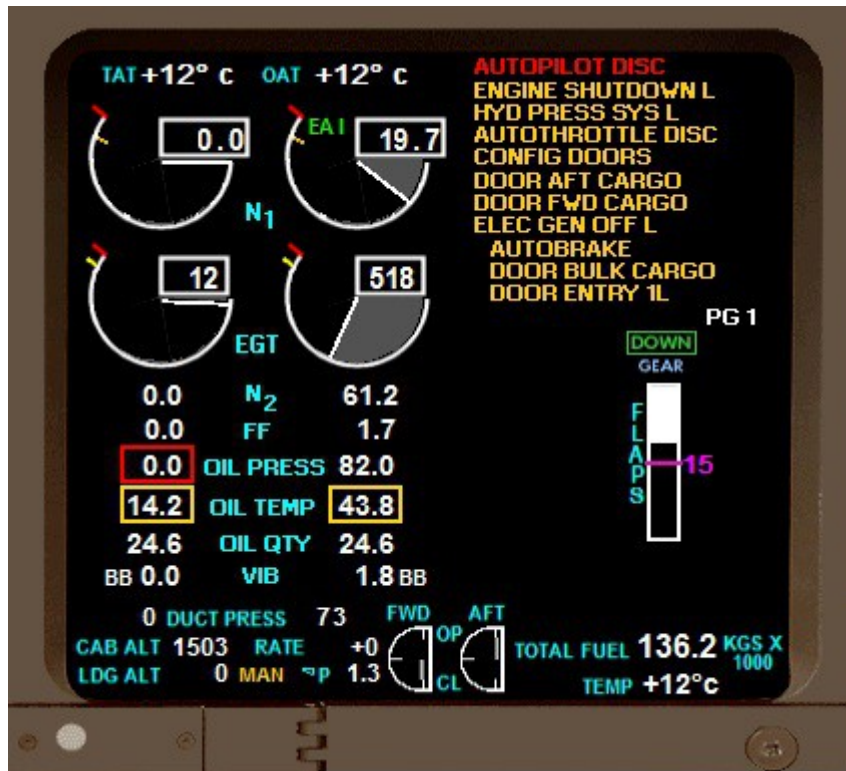 TAT +12° c OAT +12° c
AUTOPILOT DISC
ENGINE SHUTDOWN L
HYD PRESS SYS L
AUTOTHROTTLE DISC
CONFIG DOORS
DOOR AFT CARGO
DOOR FWD CARGO
ELEC GEN OFF L
AUTOBRAKE
DOOR BULK CARGO
DOOR ENTRY 1L
PG 1
0.0 EAI 19.7
N1
12 518
EGT
0.0 N2 61.2
0.0 FF 1.7
0.0 OIL PRESS 82.0
14.2 OIL TEMP 43.8
24.6 OIL QTY 24.6
BB 0.0 VIB 1.8 BB
DOWN
GEAR
FLAPS
15
0 DUCT PRESS 73 FWD AFT
CAB ALT 1503 RATE +0 OP
LDG ALT 0 MAN P 1.3 CL
TOTAL FUEL 136.2 KGS X
1000
TEMP +12°c